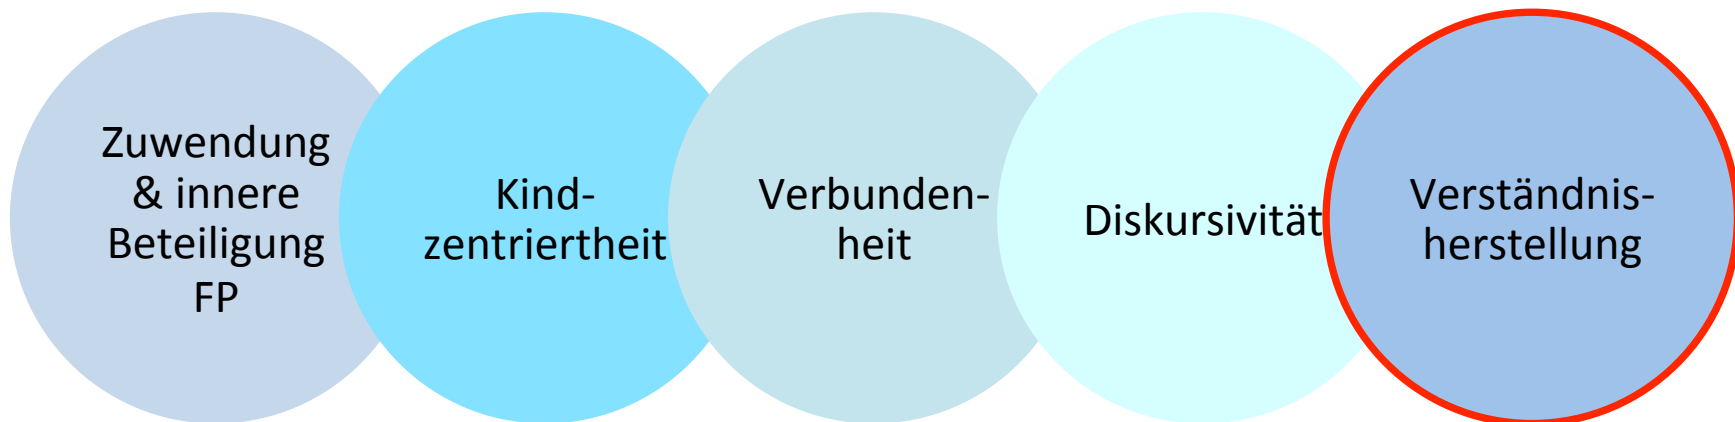 Zuwendung
& innere
Beteiligung
FP
Kind-
zentriertheit
Verbunden-
heit
Diskursivität
Verständnis-
herstellung